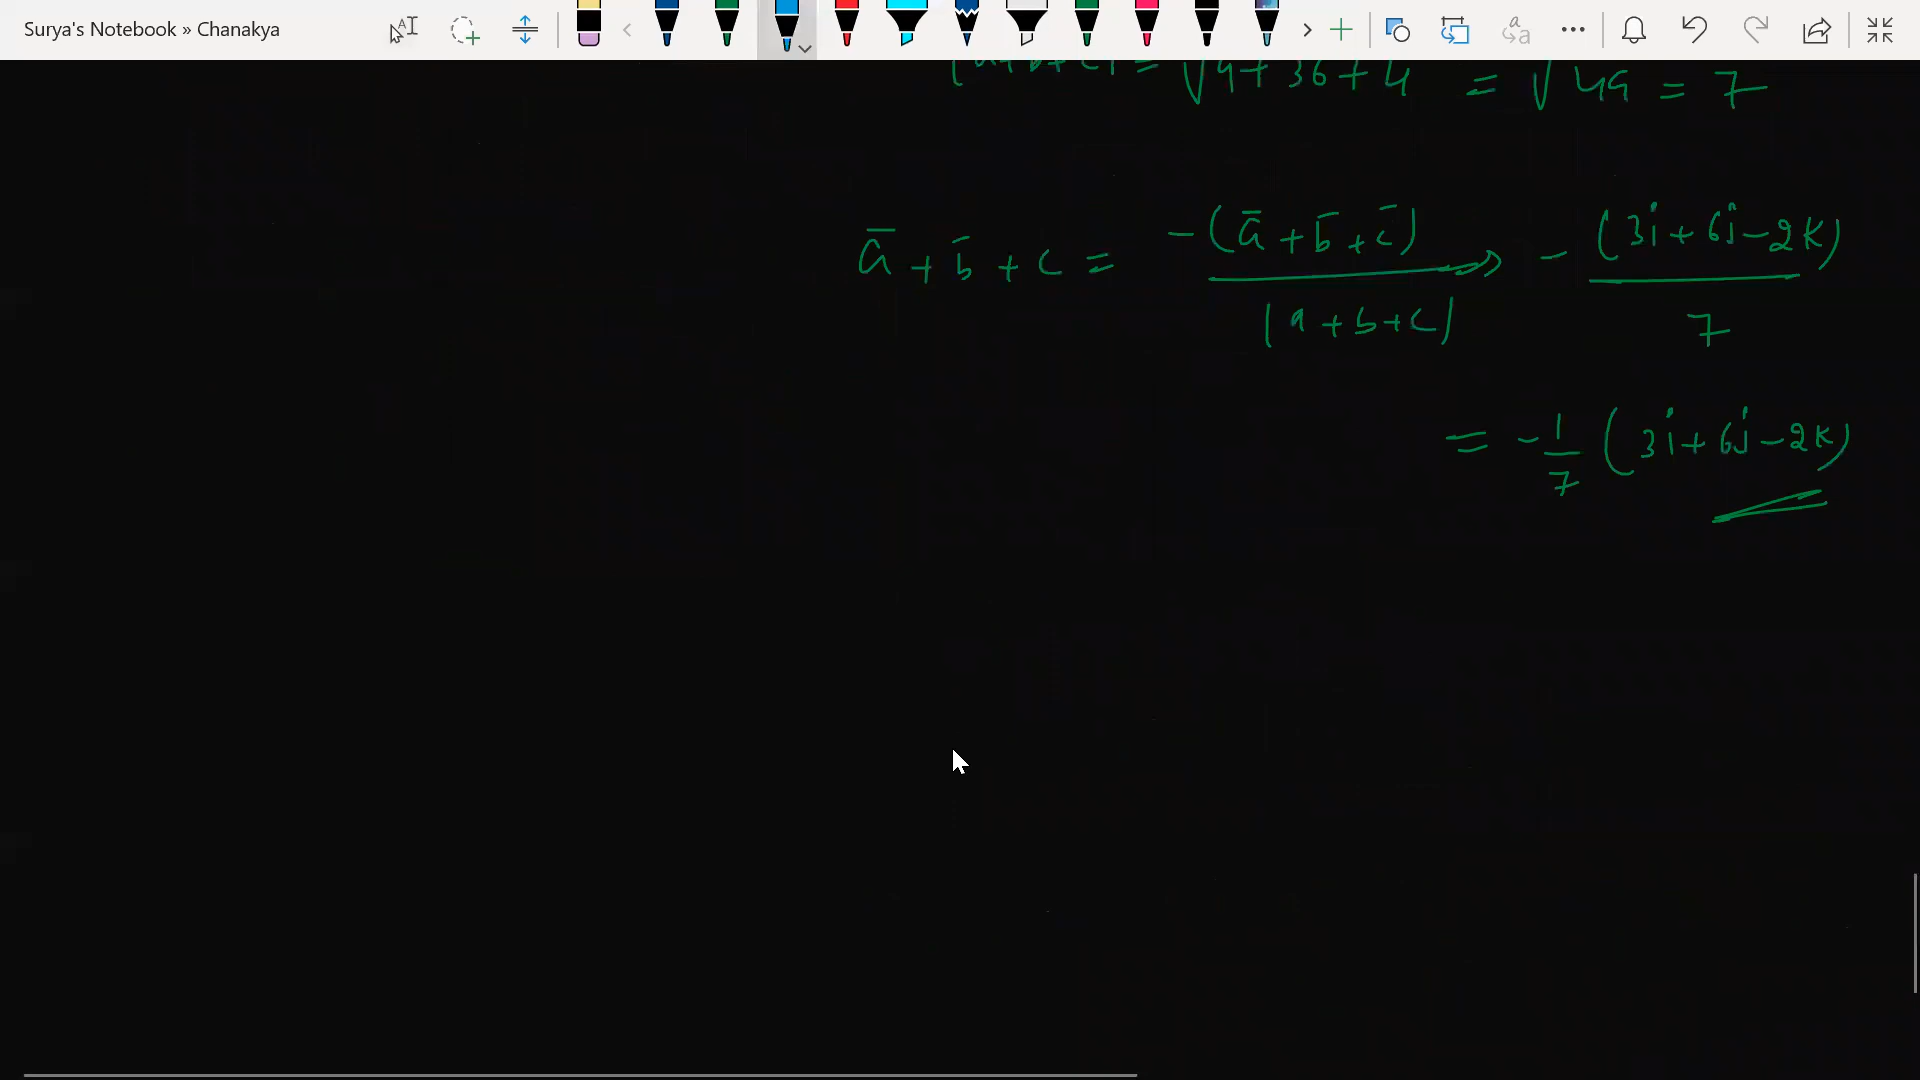 Surya's Notebook » Chanakya
|a+b+c| = √9+36+4 = √49 = 7
ā + b̄ + c = -(ā + b̄ + c̄) / |a+b+c| → -(3i + 6j - 2k) / 7
= -1/7 (3i + 6j - 2k)